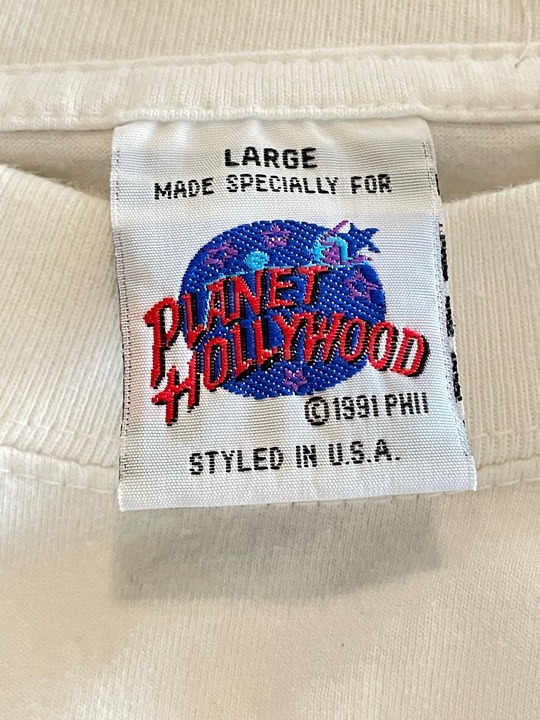 LARGE
MADE SPECIALLY FOR
PLANET
HOLLYWOOD
©1991 PHII
STYLED IN U.S.A.